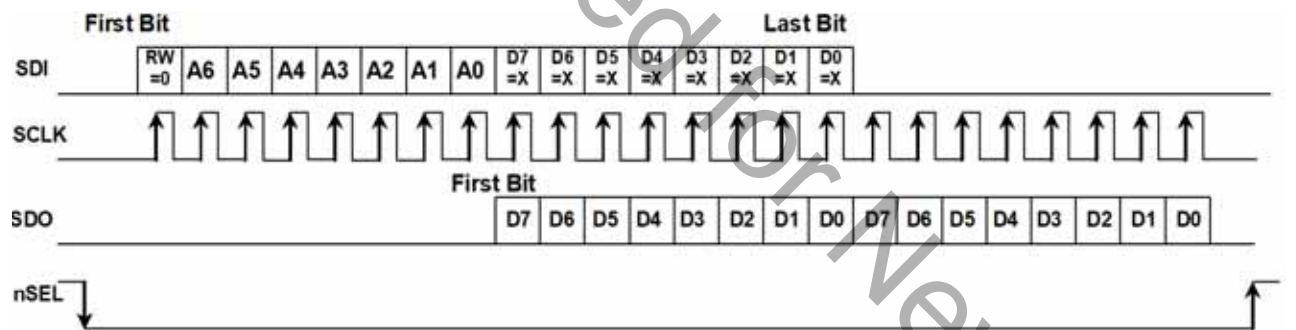 First Bit Last Bit
SDI RW =0 A6 A5 A4 A3 A2 A1 A0 D7 =X D6 =X D5 =X D4 =X D3 =X D2 =X D1 =X D0 =X
SCLK
First Bit
SDO D7 D6 D5 D4 D3 D2 D1 D0 D7 D6 D5 D4 D3 D2 D1 D0
nSEL